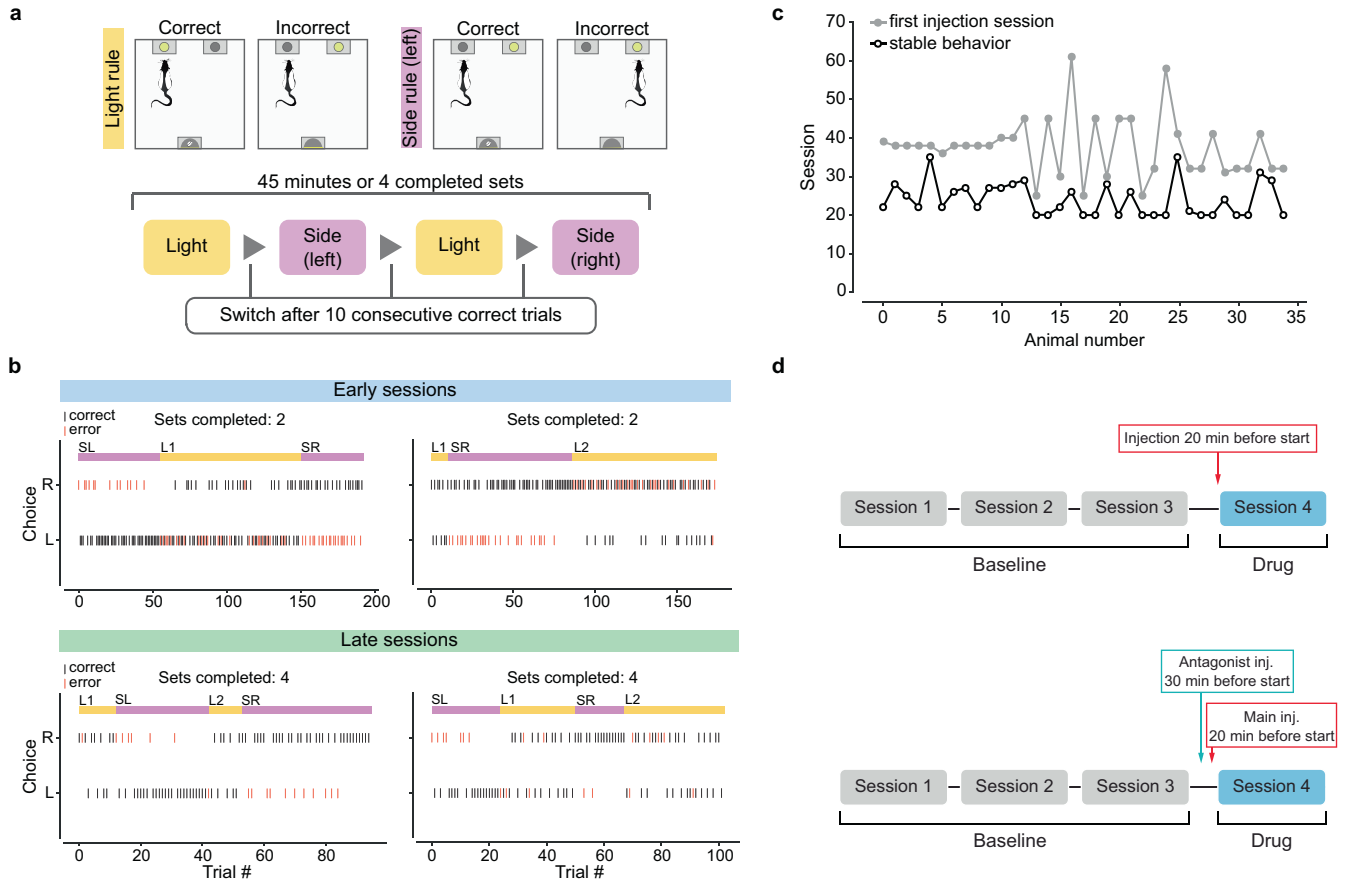 a
Correct
Incorrect
Light rule
Correct
Incorrect
Side rule (left)
45 minutes or 4 completed sets
Light
Side
(left)
Light
Side
(right)
Switch after 10 consecutive correct trials
b
Early sessions
correct
error
Sets completed: 2
SL
L1
SR
Choice
R
L
0
50
100
150
200
Sets completed: 2
L1
SR
L2
0
50
100
150
Late sessions
correct
error
Sets completed: 4
L1
SL
L2
SR
Choice
R
L
0
20
40
60
80
Trial #
Sets completed: 4
SL
L1
SR
L2
0
20
40
60
80
100
Trial #
c
first injection session
stable behavior
Session
70
60
50
40
30
20
10
0
0
5
10
15
20
25
30
35
Animal number
d
Injection 20 min before start
Session 1
Session 2
Session 3
Session 4
Baseline
Drug
Antagonist inj.
30 min before start
Main inj.
20 min before start
Session 1
Session 2
Session 3
Session 4
Baseline
Drug